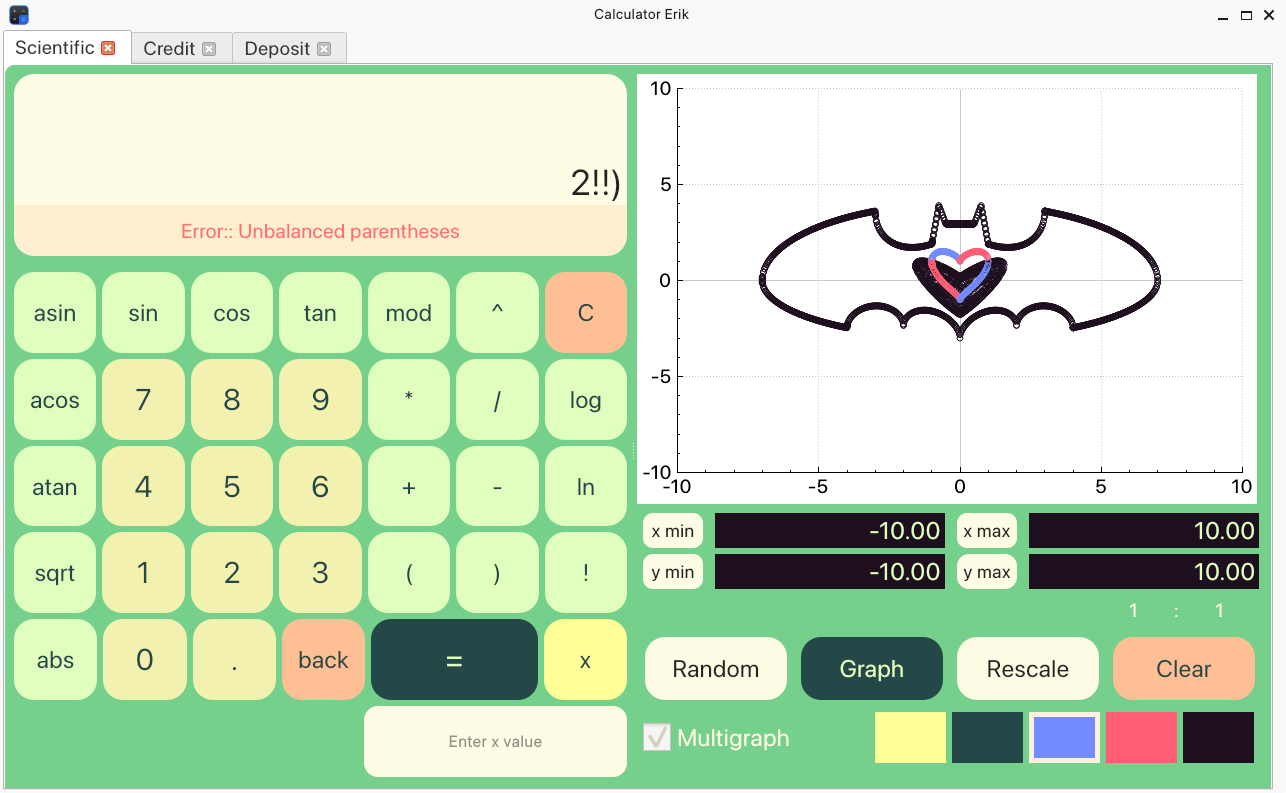 Calculator Erik
Scientific Credit Deposit
2!!)
Error:: Unbalanced parentheses
asin sin cos tan mod ^ C
acos 7 8 9 * / log
atan 4 5 6 + - ln
sqrt 1 2 3 ( ) !
abs 0 . back = x
Enter x value
10
5
0
-5
-10
-10 -5 0 5 10
x min -10.00 x max 10.00
y min -10.00 y max 10.00
1 : 1
Random Graph Rescale Clear
Multigraph